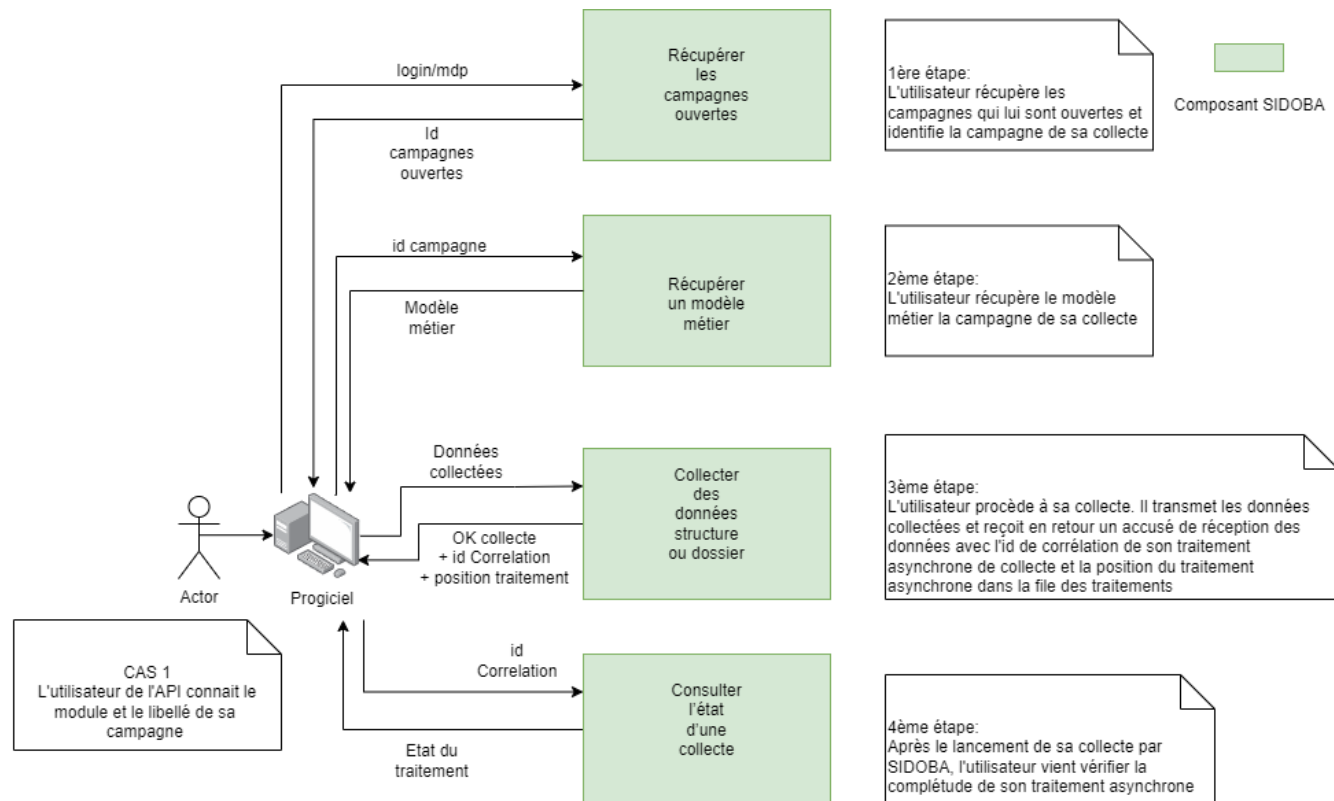 login/mdp
Récupérer
les
campagnes
ouvertes
Id
campagnes
ouvertes
1ère étape:
L'utilisateur récupère les
campagnes qui lui sont ouvertes et
identifie la campagne de sa collecte
Composant SIDOBA
id campagne
Modèle
métier
Récupérer
un modèle
métier
2ème étape:
L'utilisateur récupère le modèle
métier la campagne de sa collecte
Données
collectées
OK collecte
+ id Correlation
+ position traitement
Collecter
des
données
structure
ou dossier
3ème étape:
L'utilisateur procède à sa collecte. Il transmet les données
collectées et reçoit en retour un accusé de réception des
données avec l'id de corrélation de son traitement
asynchrone de collecte et la position du traitement
asynchrone dans la file des traitements
Actor
Progiciel
CAS 1
L'utilisateur de l'API connait le
module et le libellé de sa
campagne
id
Correlation
Etat du
traitement
Consulter
l'état
d'une
collecte
4ème étape:
Après le lancement de sa collecte par
SIDOBA, l'utilisateur vient vérifier la
complétude de son traitement asynchrone